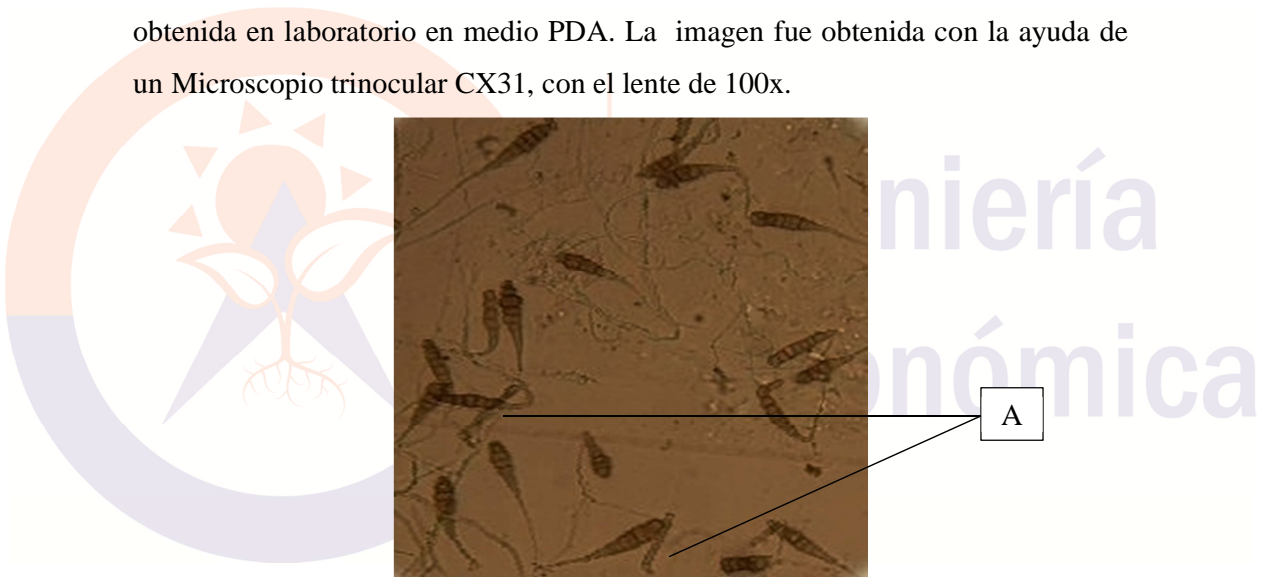 obtenida en laboratorio en medio PDA. La imagen fue obtenida con la ayuda de
un Microscopio trinocular CX31, con el lente de 100x.
niería
onómica
A